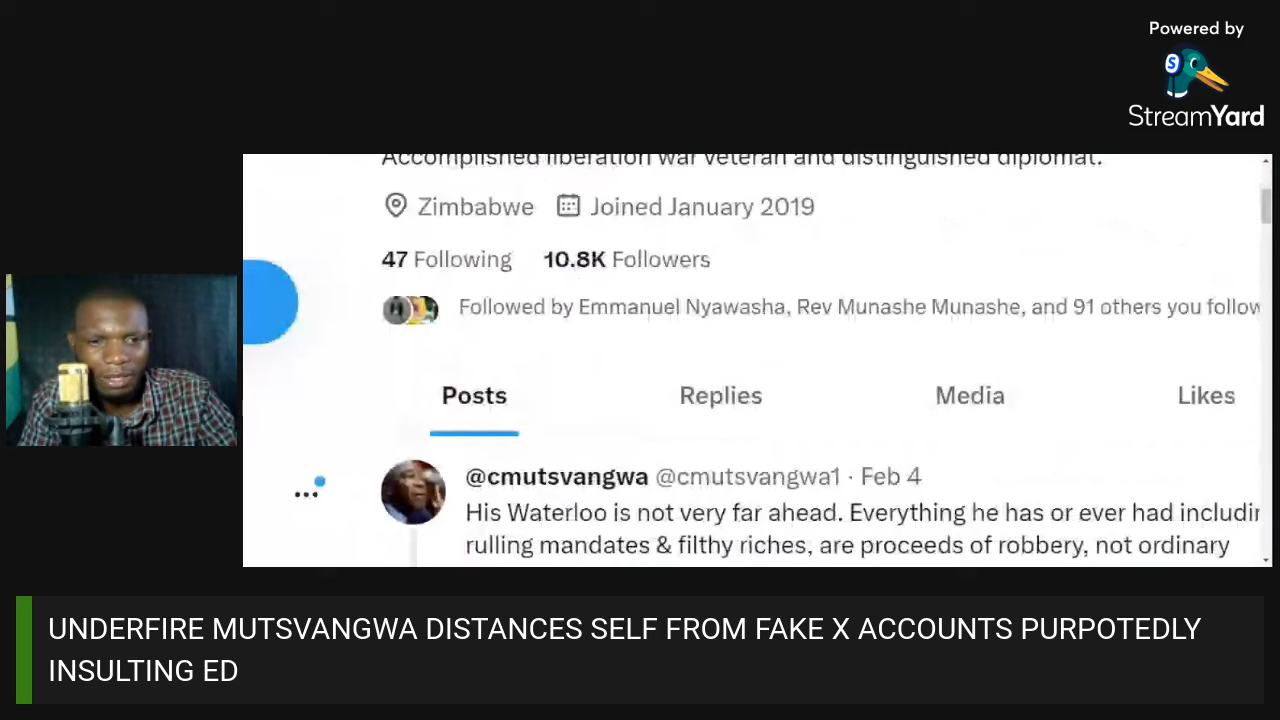 Powered by
StreamYard
Accomplished liberation war veteran and distinguished diplomat.
Zimbabwe Joined January 2019
47 Following 10.8K Followers
Followed by Emmanuel Nyawasha, Rev Munashe Munashe, and 91 others you follow
Posts Replies Media Likes
@cmutsvangwa @cmutsvangwa1 · Feb 4
His Waterloo is not very far ahead. Everything he has or ever had includin
rulling mandates & filthy riches, are proceeds of robbery, not ordinary
UNDERFIRE MUTSVANGWA DISTANCES SELF FROM FAKE X ACCOUNTS PURPOTEDLY
INSULTING ED